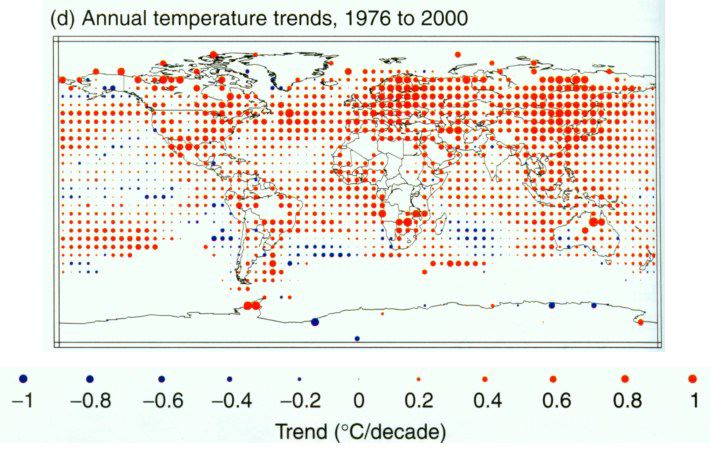 (d) Annual temperature trends, 1976 to 2000
−1 −0.8 −0.6 −0.4 −0.2 0 0.2 0.4 0.6 0.8 1
Trend (°C/decade)